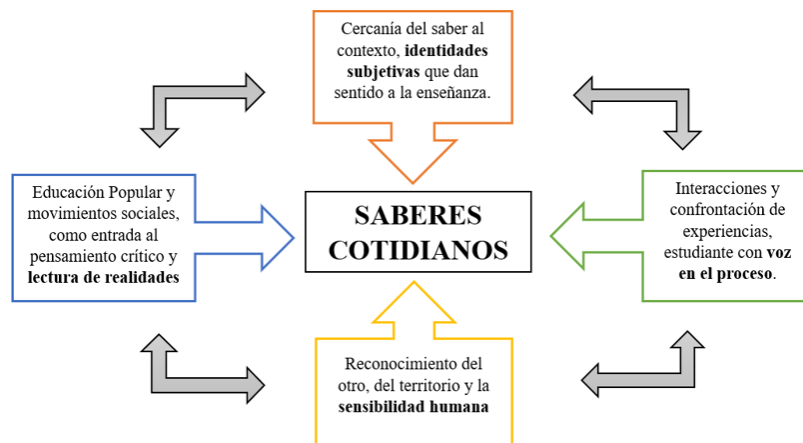 Cercanía del saber al
contexto, identidades
subjetivas que dan
sentido a la enseñanza.
Educación Popular y
movimientos sociales,
como entrada al
pensamiento crítico y
lectura de realidades
SABERES
COTIDIANOS
Interacciones y
confrontación de
experiencias,
estudiante con voz
en el proceso.
Reconocimiento del
otro, del territorio y la
sensibilidad humana